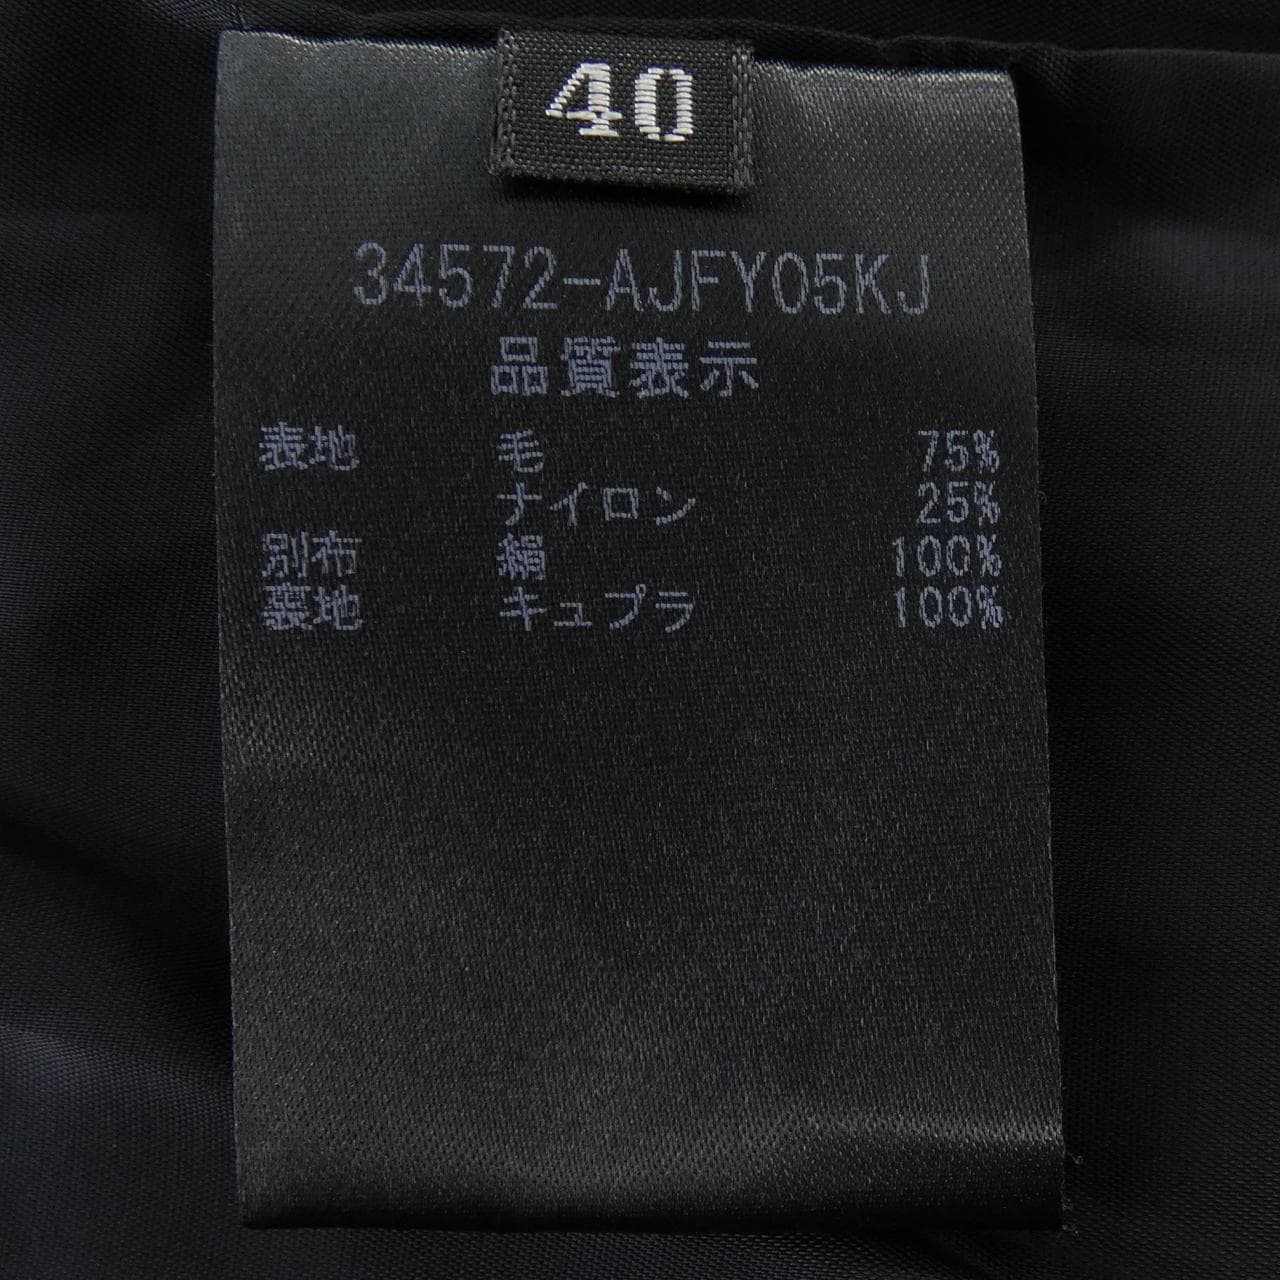 40
34572-AJFY05KJ
品質表示
表地 毛 75%
ナイロン 25%
別布 絹 100%
裏地 キュプラ 100%